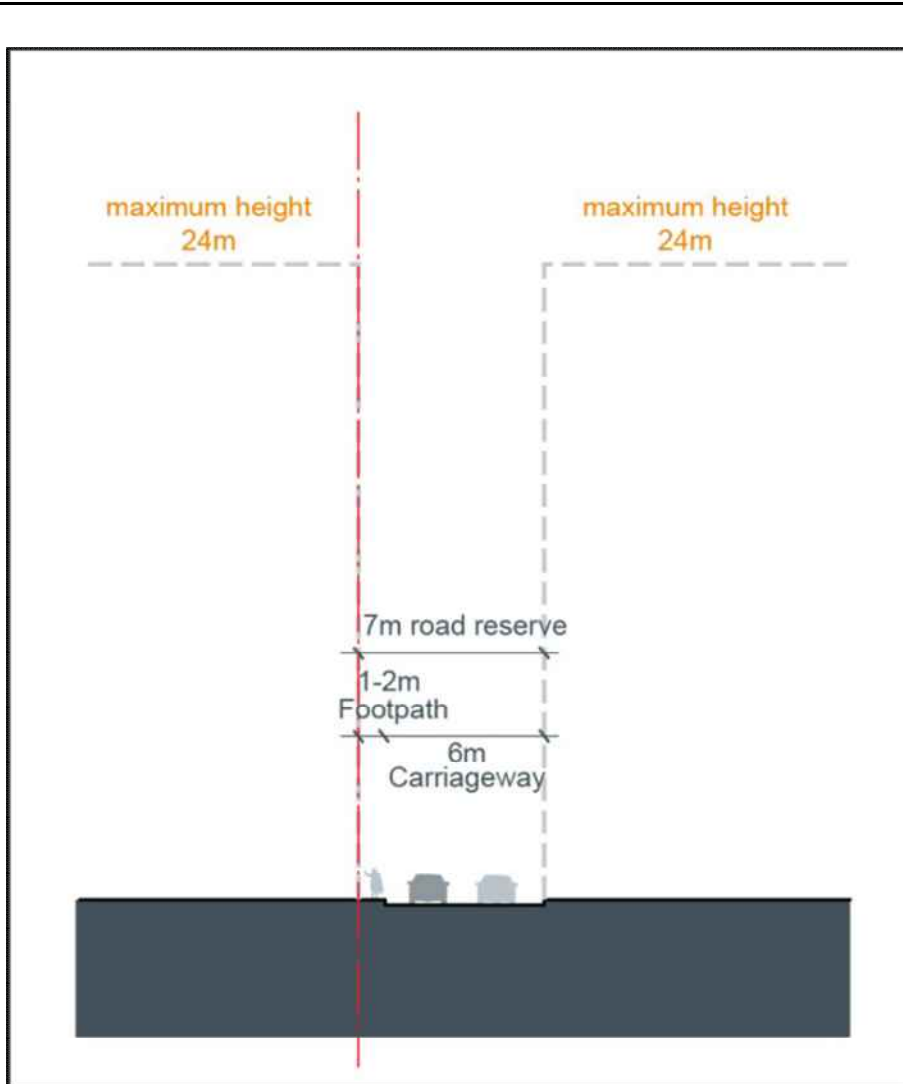 maximum height
24m
maximum height
24m
7m road reserve
1-2m
Footpath
6m
Carriageway